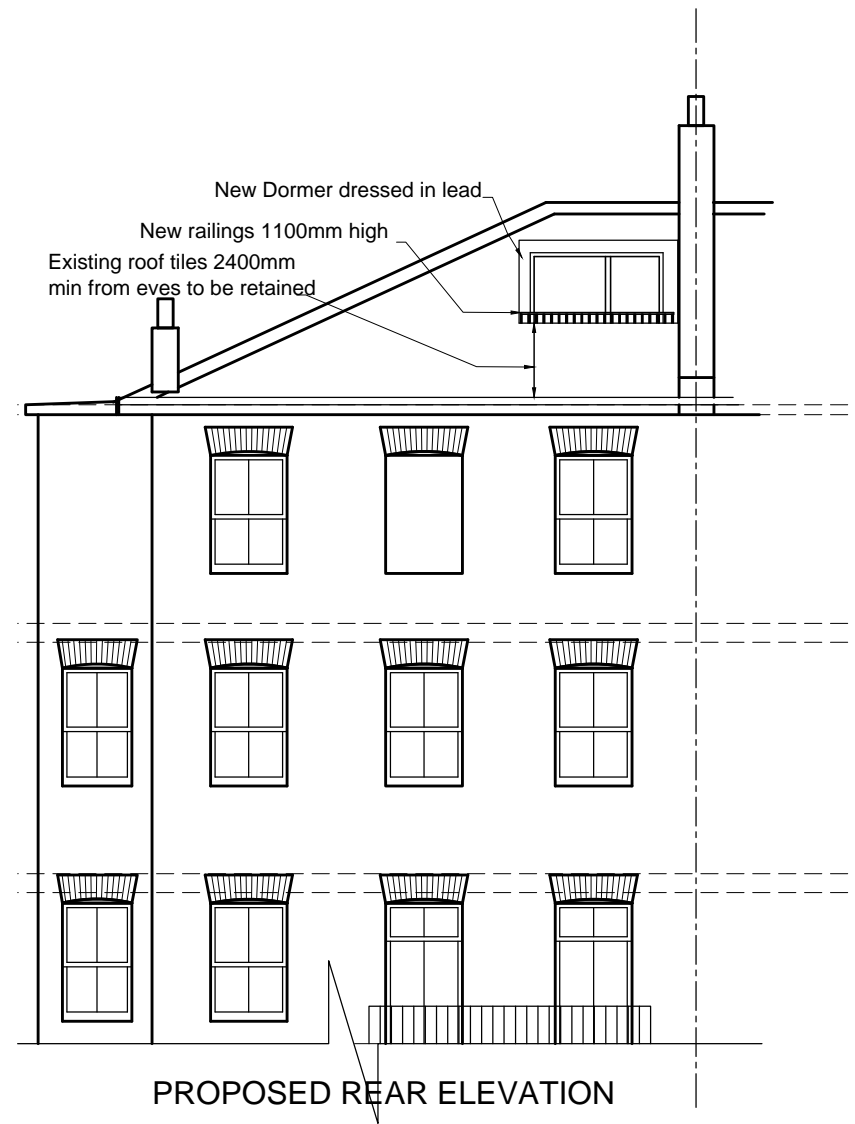 New Dormer dressed in lead
New railings 1100mm high
Existing roof tiles 2400mm
min from eves to be retained
PROPOSED REAR ELEVATION